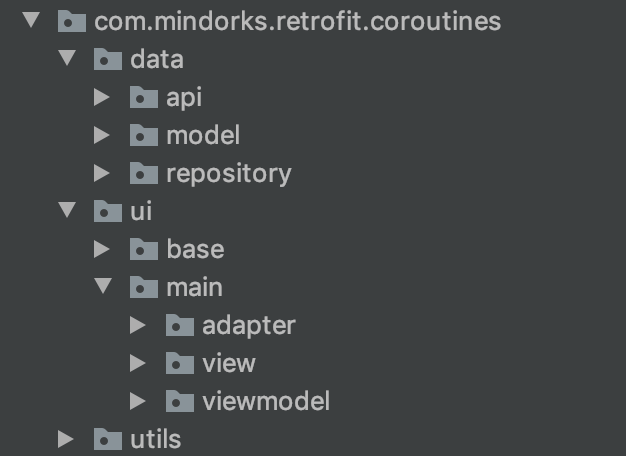 com.mindorks.retrofit.coroutines
data
api
model
repository
ui
base
main
adapter
view
viewmodel
utils